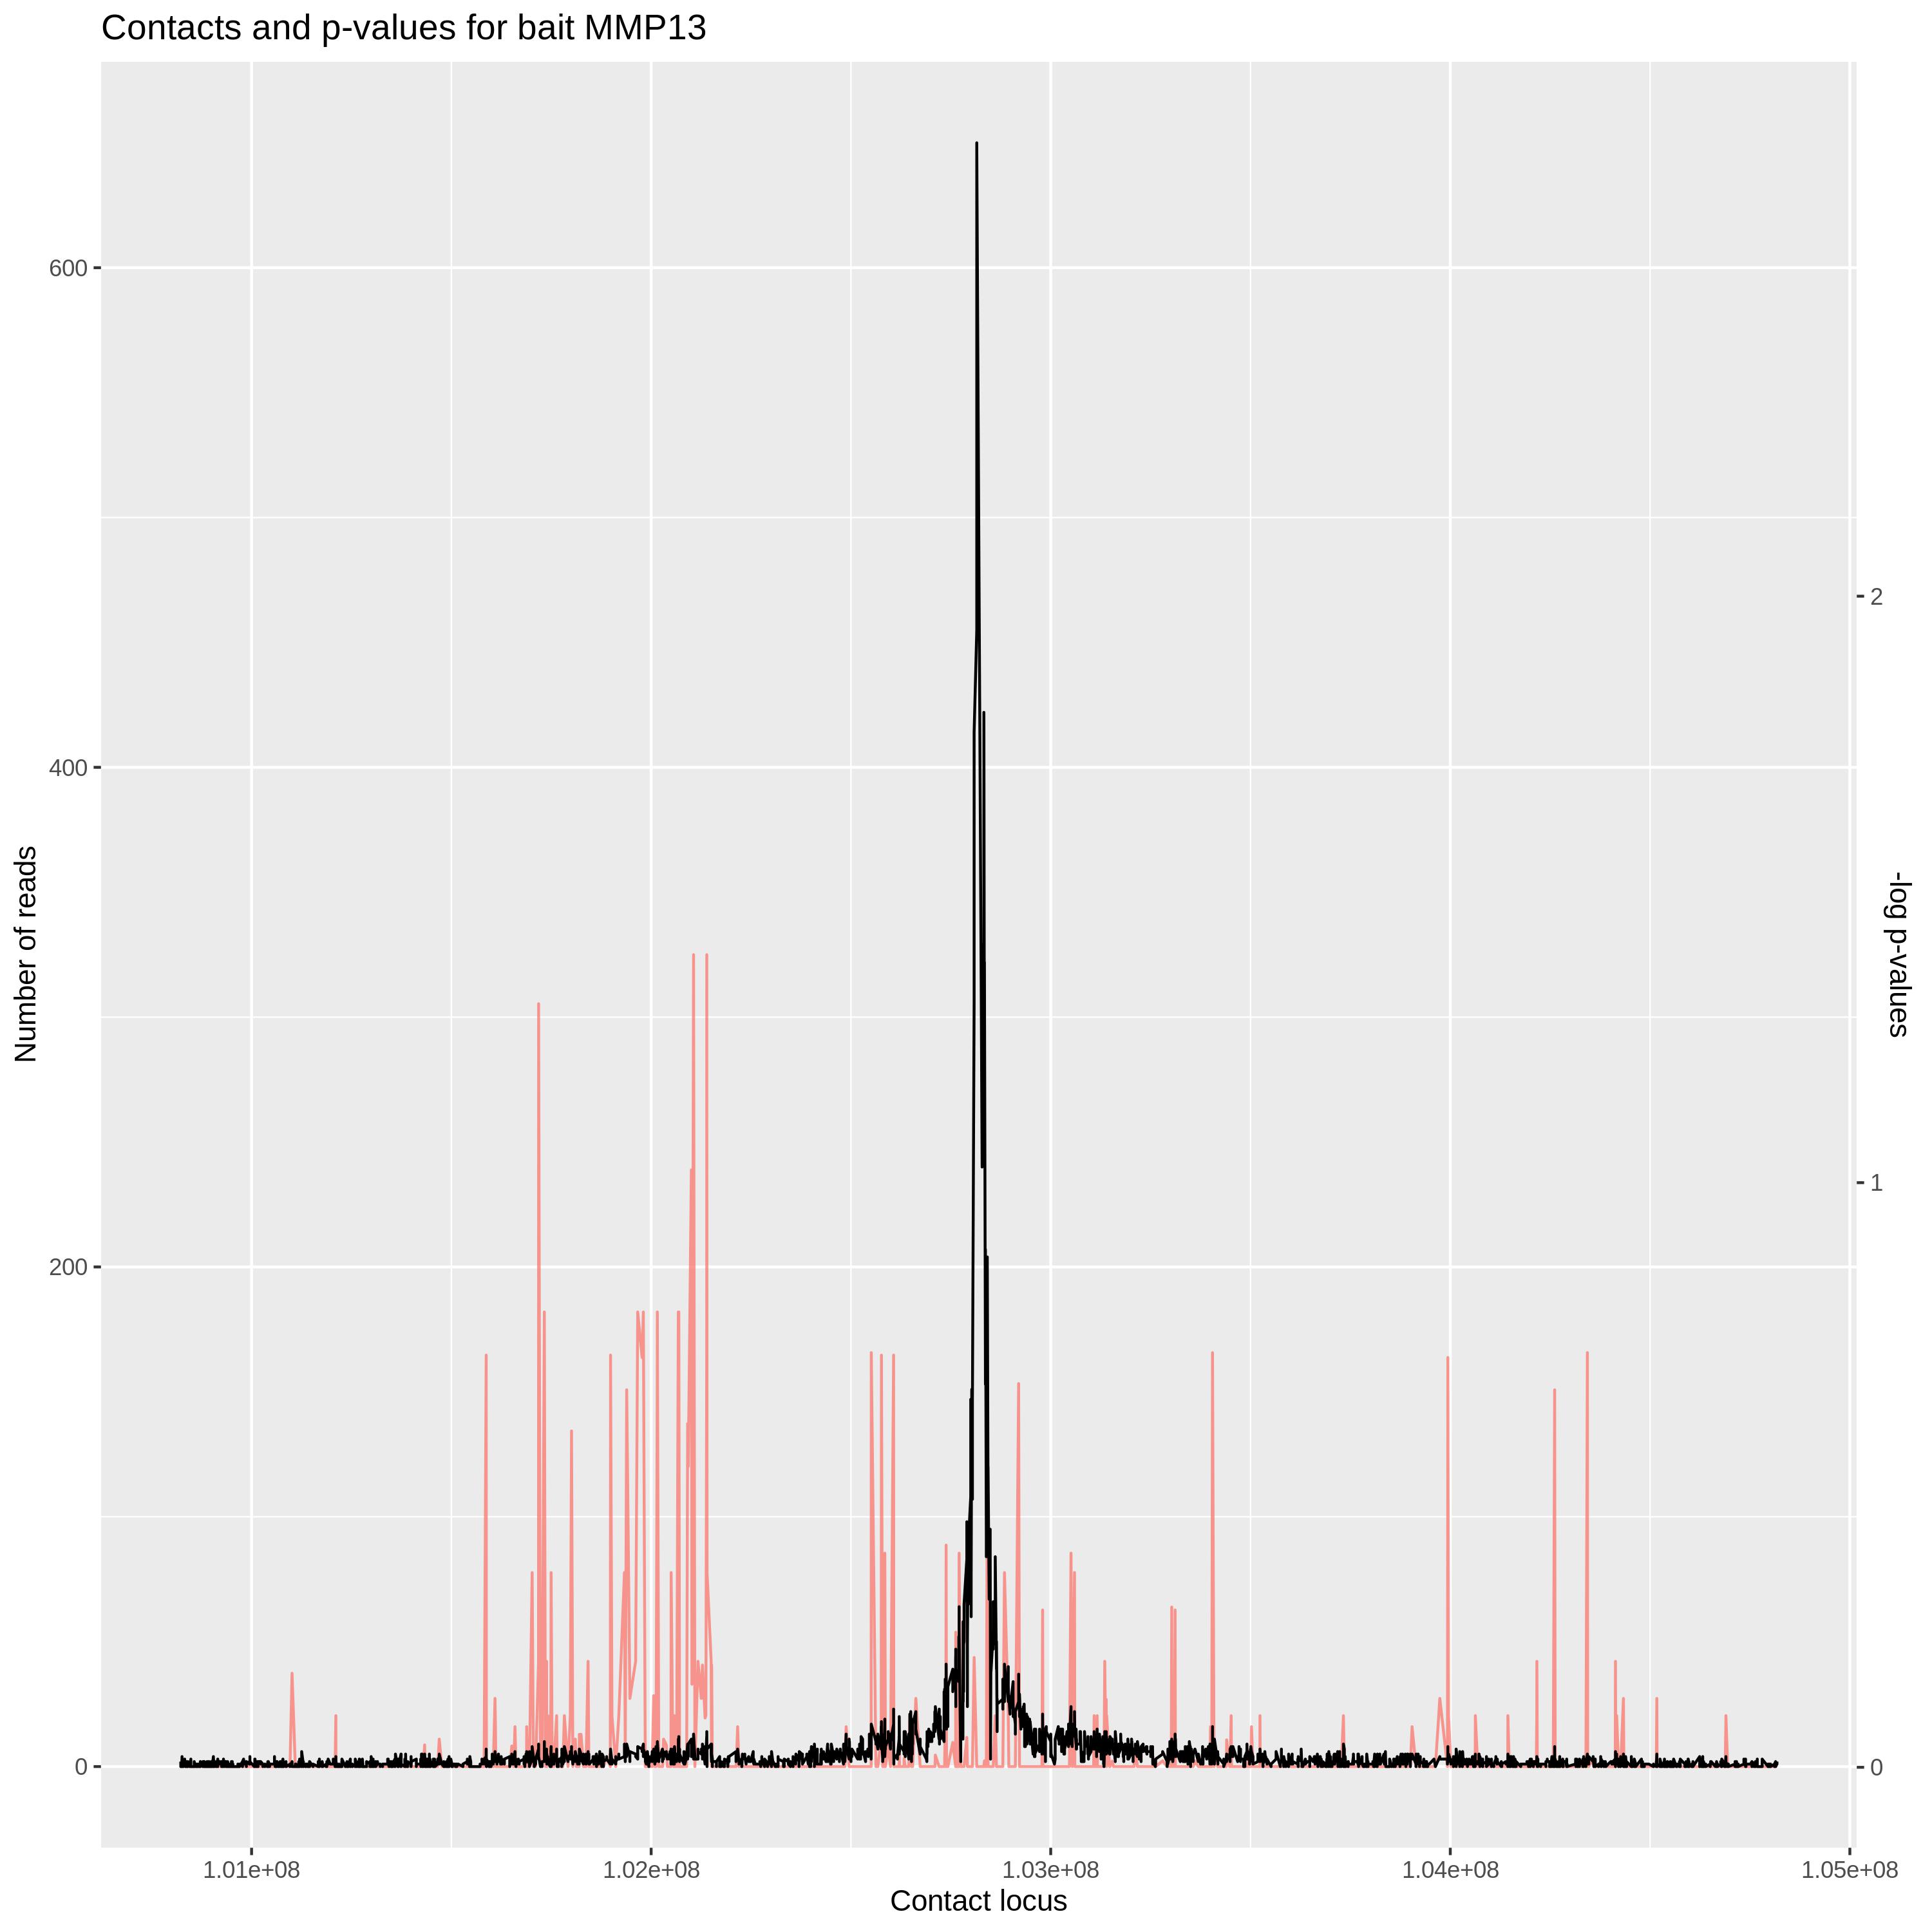 Contacts and p-values for bait MMP13
Number of reads
600
400
200
0
2
1
0
-log p-values
1.01e+08
1.02e+08
1.03e+08
1.04e+08
1.05e+08
Contact locus